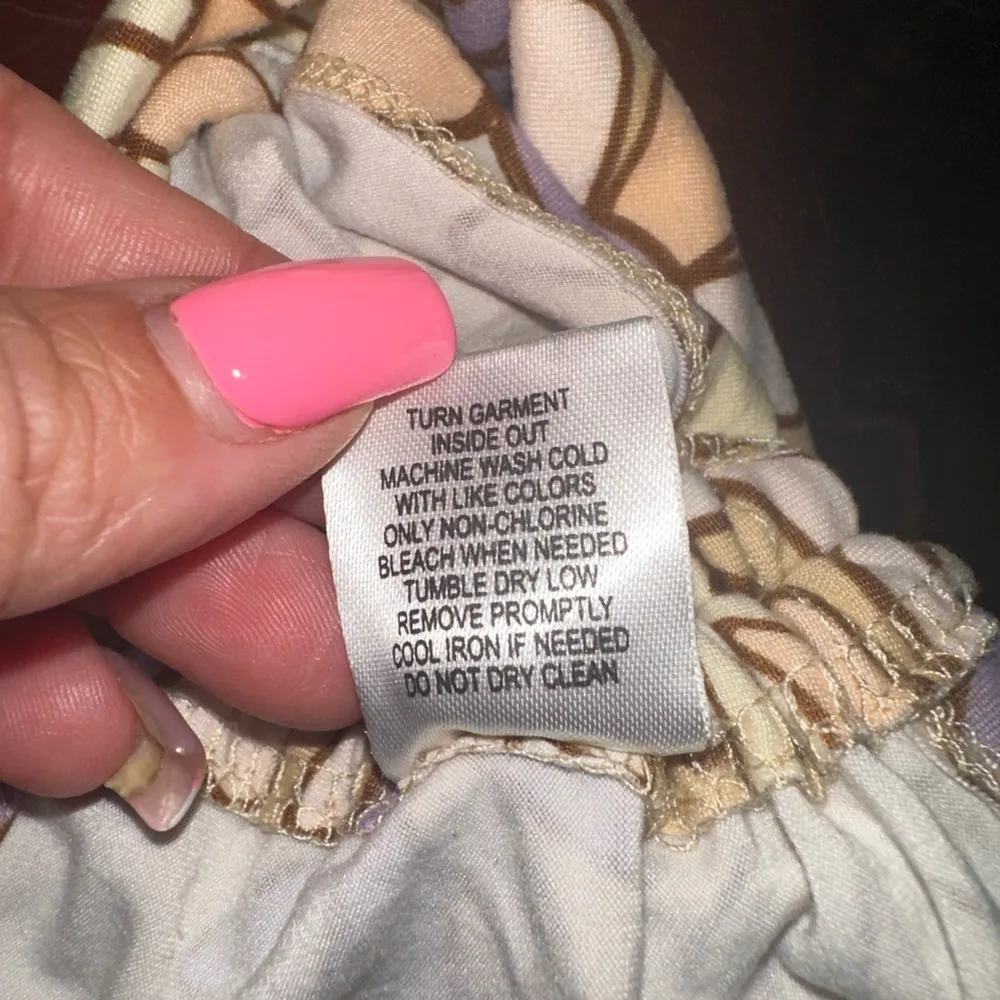 TURN GARMENT
INSIDE OUT
MACHINE WASH COLD
WITH LIKE COLORS
ONLY NON-CHLORINE
BLEACH WHEN NEEDED
TUMBLE DRY LOW
REMOVE PROMPTLY
COOL IRON IF NEEDED
DO NOT DRY CLEAN